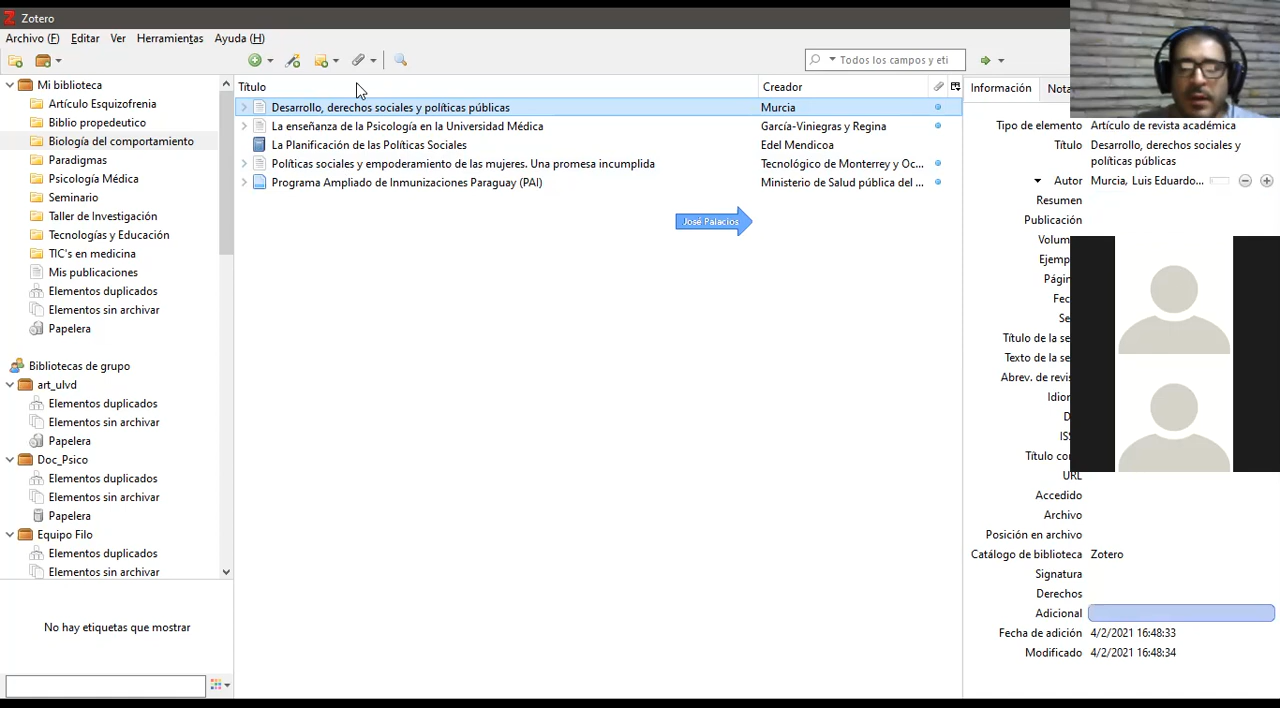 Zotero
Archivo (F) Editar Ver Herramientas Ayuda (H)
Todos los campos y eti
Mi biblioteca
Artículo Esquizofrenia
Biblio propedeutico
Biología del comportamiento
Paradigmas
Psicología Médica
Seminario
Taller de Investigación
Tecnologías y Educación
TIC's en medicina
Mis publicaciones
Elementos duplicados
Elementos sin archivar
Papelera
Bibliotecas de grupo
art_ulvd
Elementos duplicados
Elementos sin archivar
Papelera
Doc_Psico
Elementos duplicados
Elementos sin archivar
Papelera
Equipo Filo
Elementos duplicados
Elementos sin archivar
No hay etiquetas que mostrar
Título Creador
Desarrollo, derechos sociales y políticas públicas Murcia
La enseñanza de la Psicología en la Universidad Médica García-Viniegras y Regina
La Planificación de las Políticas Sociales Edel Mendicoa
Políticas sociales y empoderamiento de las mujeres. Una promesa incumplida Tecnológico de Monterrey y Oc...
Programa Ampliado de Inmunizaciones Paraguay (PAI) Ministerio de Salud pública del ...
José Palacios
Información Nota
Tipo de elemento Artículo de revista académica
Título Desarrollo, derechos sociales y
políticas públicas
Autor Murcia, Luis Eduardo...
Resumen
Publicación
Volum
Ejemp
Págin
Fec
Se
Título de la se
Texto de la se
Abrev. de revis
Idion
D
ISS
Título cor
URL
Accedido
Archivo
Posición en archivo
Catálogo de biblioteca Zotero
Signatura
Derechos
Adicional
Fecha de adición 4/2/2021 16:48:33
Modificado 4/2/2021 16:48:34